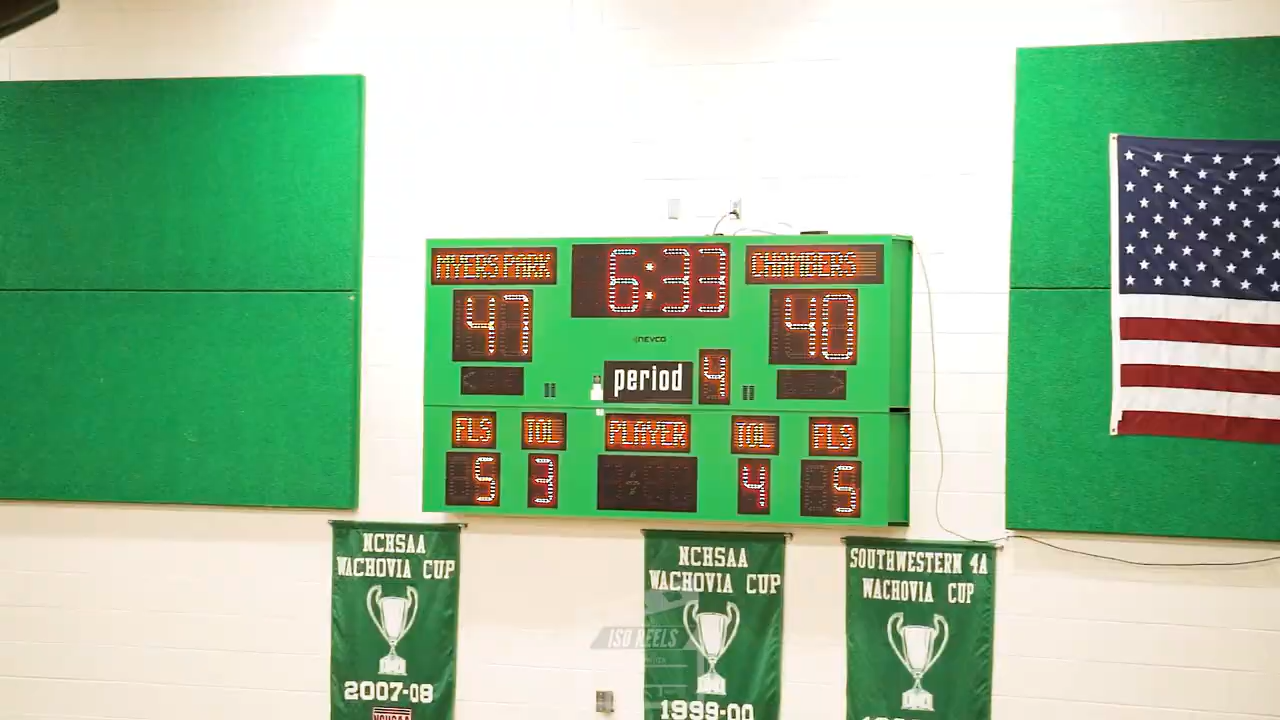 MYERS PARK
6:33
CHAMBERS
47
40
NEVCO
period
4
FLS
TOL
PLAYER
TOL
FLS
5
3
4
5
NCHSAA
WACHOVIA CUP
2007-08
NCHSAA
NCHSAA
WACHOVIA CUP
1999-00
SOUTHWESTERN 4A
WACHOVIA CUP
ISO REELS